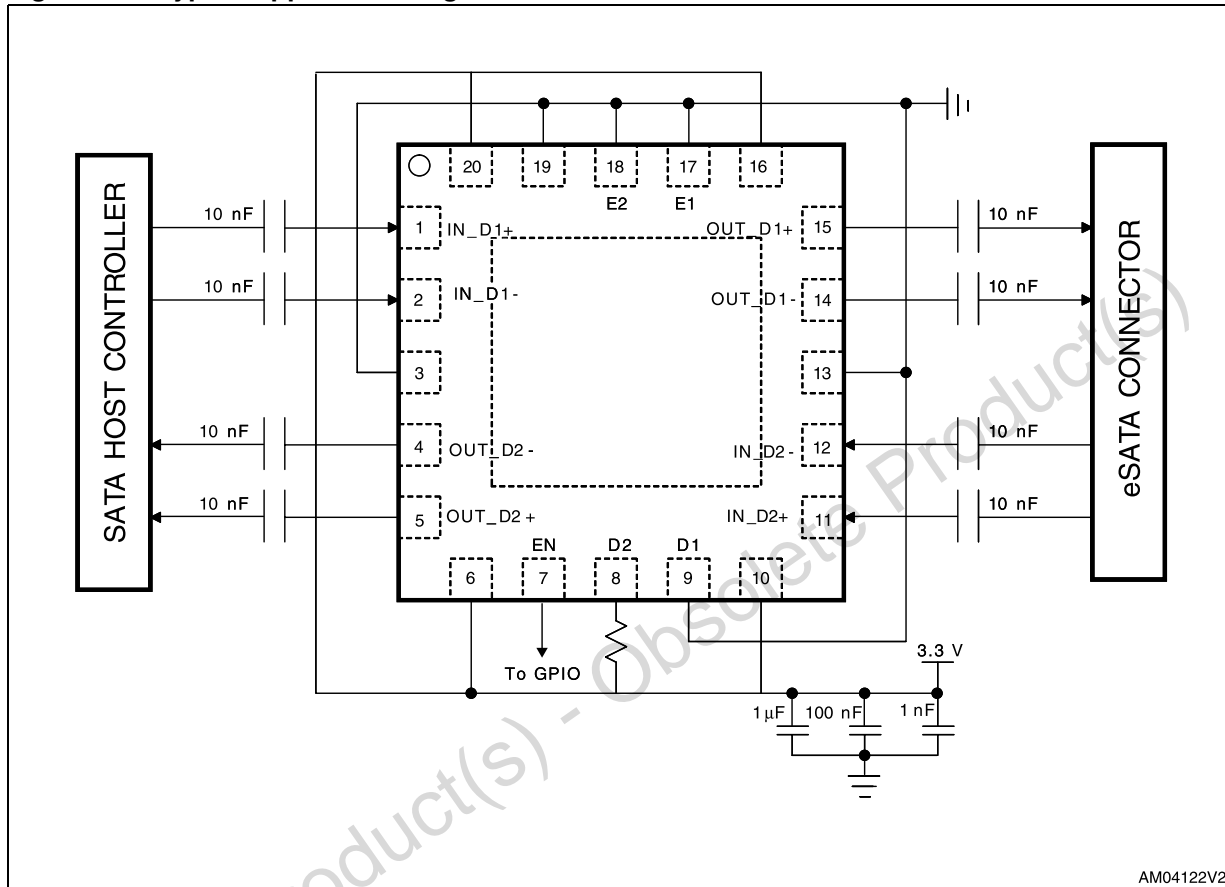 20 19 18 17 16
E2 E1
SATA HOST CONTROLLER
10 nF
1 IN_D1+
OUT_D1+ 15
10 nF
10 nF
2 IN_D1-
OUT_D1- 14
10 nF
3
13
10 nF
4 OUT_D2-
IN_D2- 12
10 nF
10 nF
5 OUT_D2+
IN_D2+ 11
10 nF
eSATA CONNECTOR
EN D2 D1
6 7 8 9 10
To GPIO
3.3 V
1 µF 100 nF 1 nF
AM04122V2
Obsolete Product(s)